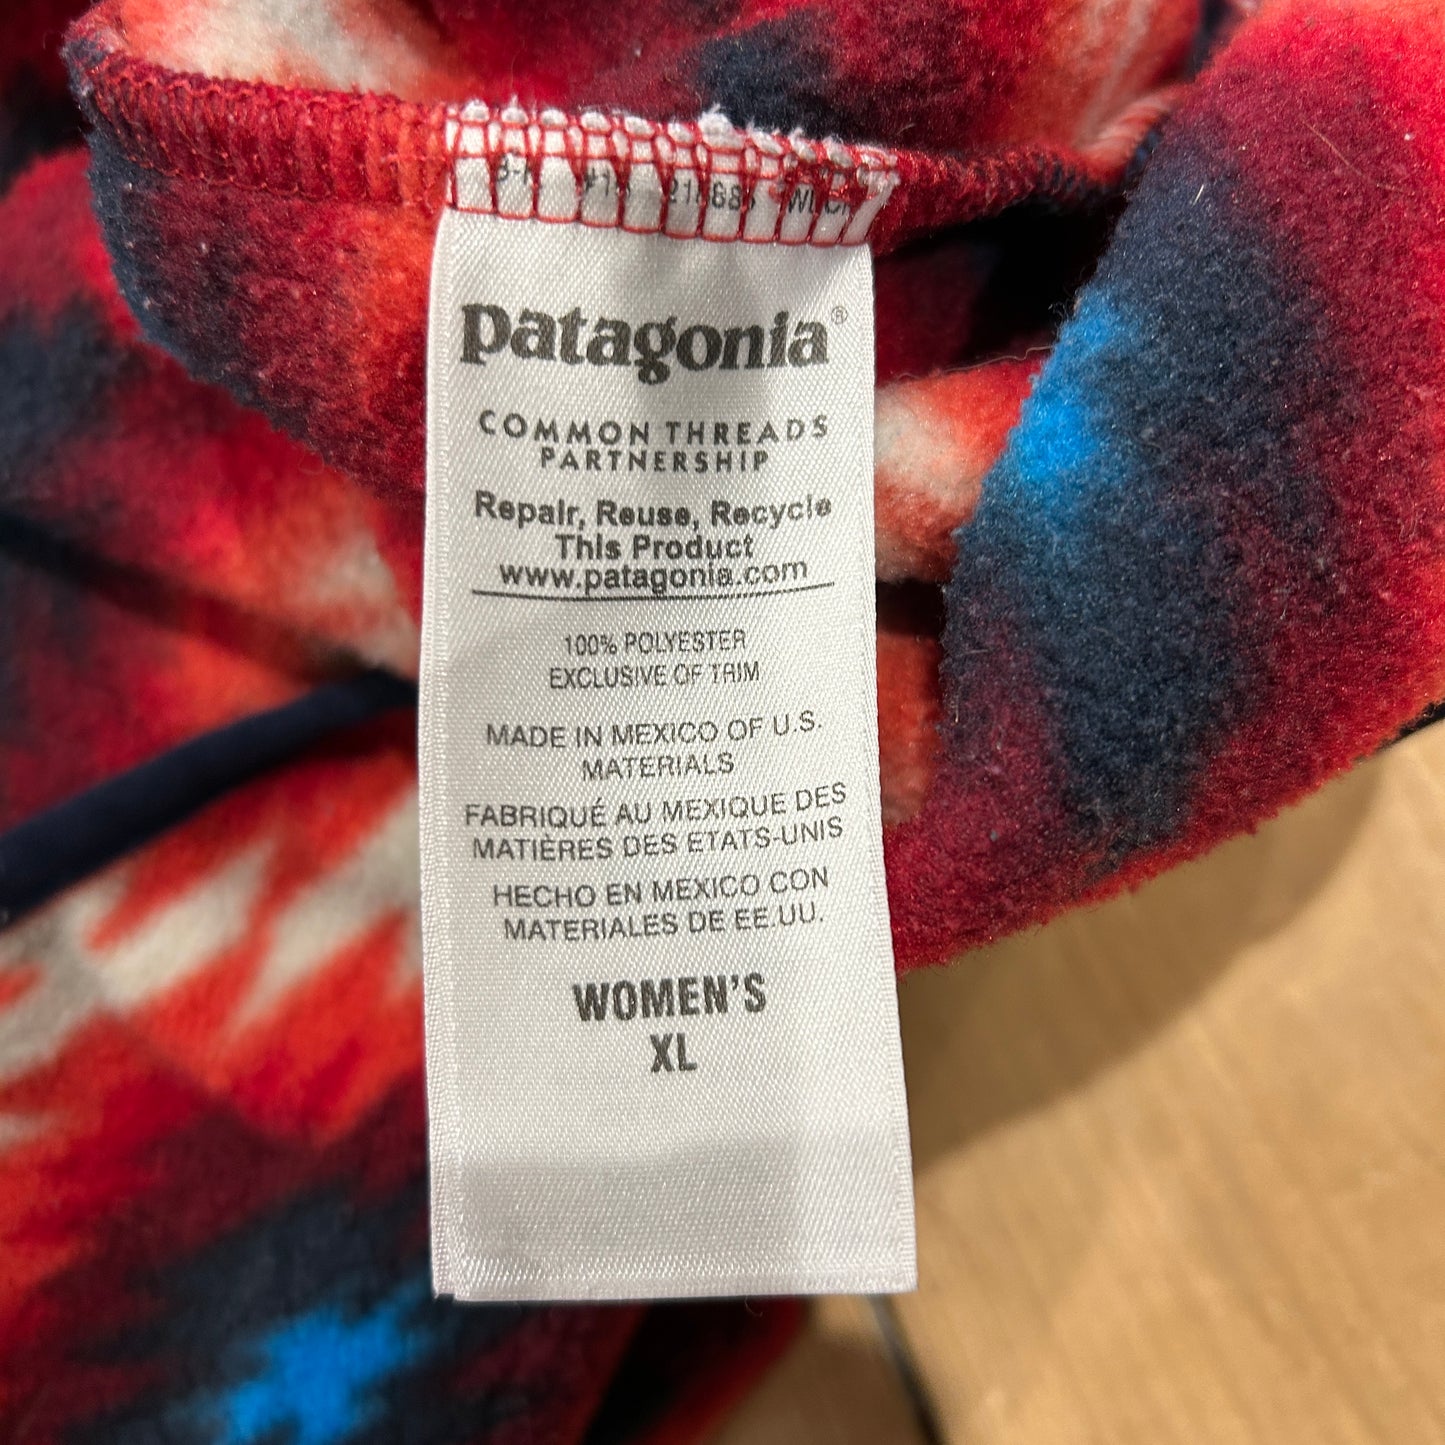 patagonia®
COMMON THREADS
PARTNERSHIP
Repair, Reuse, Recycle
This Product
www.patagonia.com
100% POLYESTER
EXCLUSIVE OF TRIM
MADE IN MEXICO OF U.S.
MATERIALS
FABRIQUÉ AU MEXIQUE DES
MATIÈRES DES ETATS-UNIS
HECHO EN MEXICO CON
MATERIALES DE EE.UU.
WOMEN'S
XL